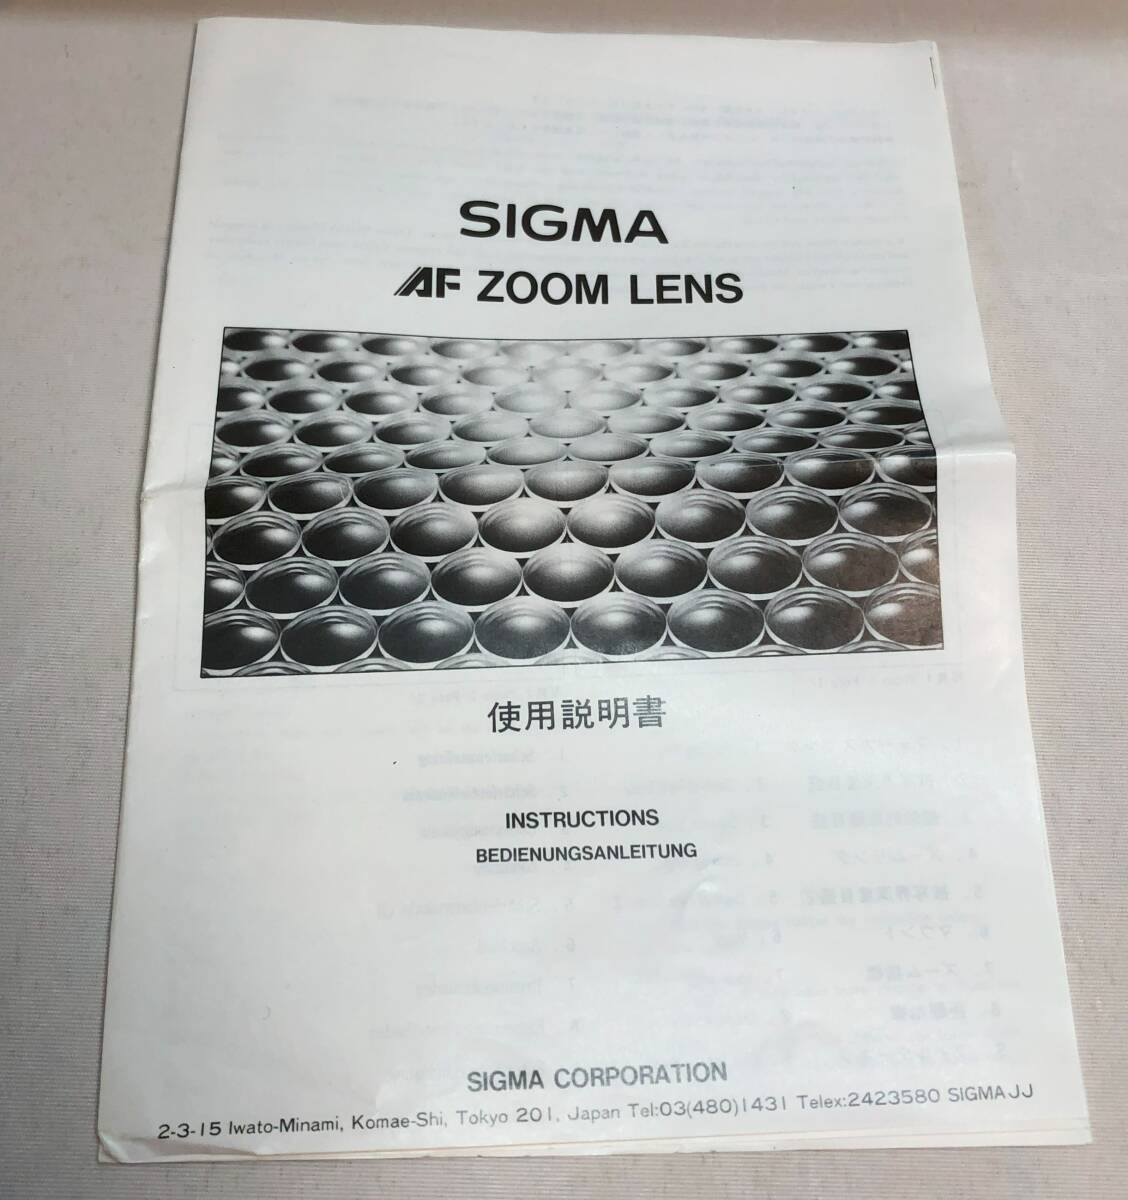 SIGMA
AF ZOOM LENS
使用説明書
INSTRUCTIONS
BEDIENUNGSANLEITUNG
SIGMA CORPORATION
2-3-15 Iwato-Minami, Komae-Shi, Tokyo 201, Japan Tel:03(480)1431 Telex:2423580 SIGMA JJ